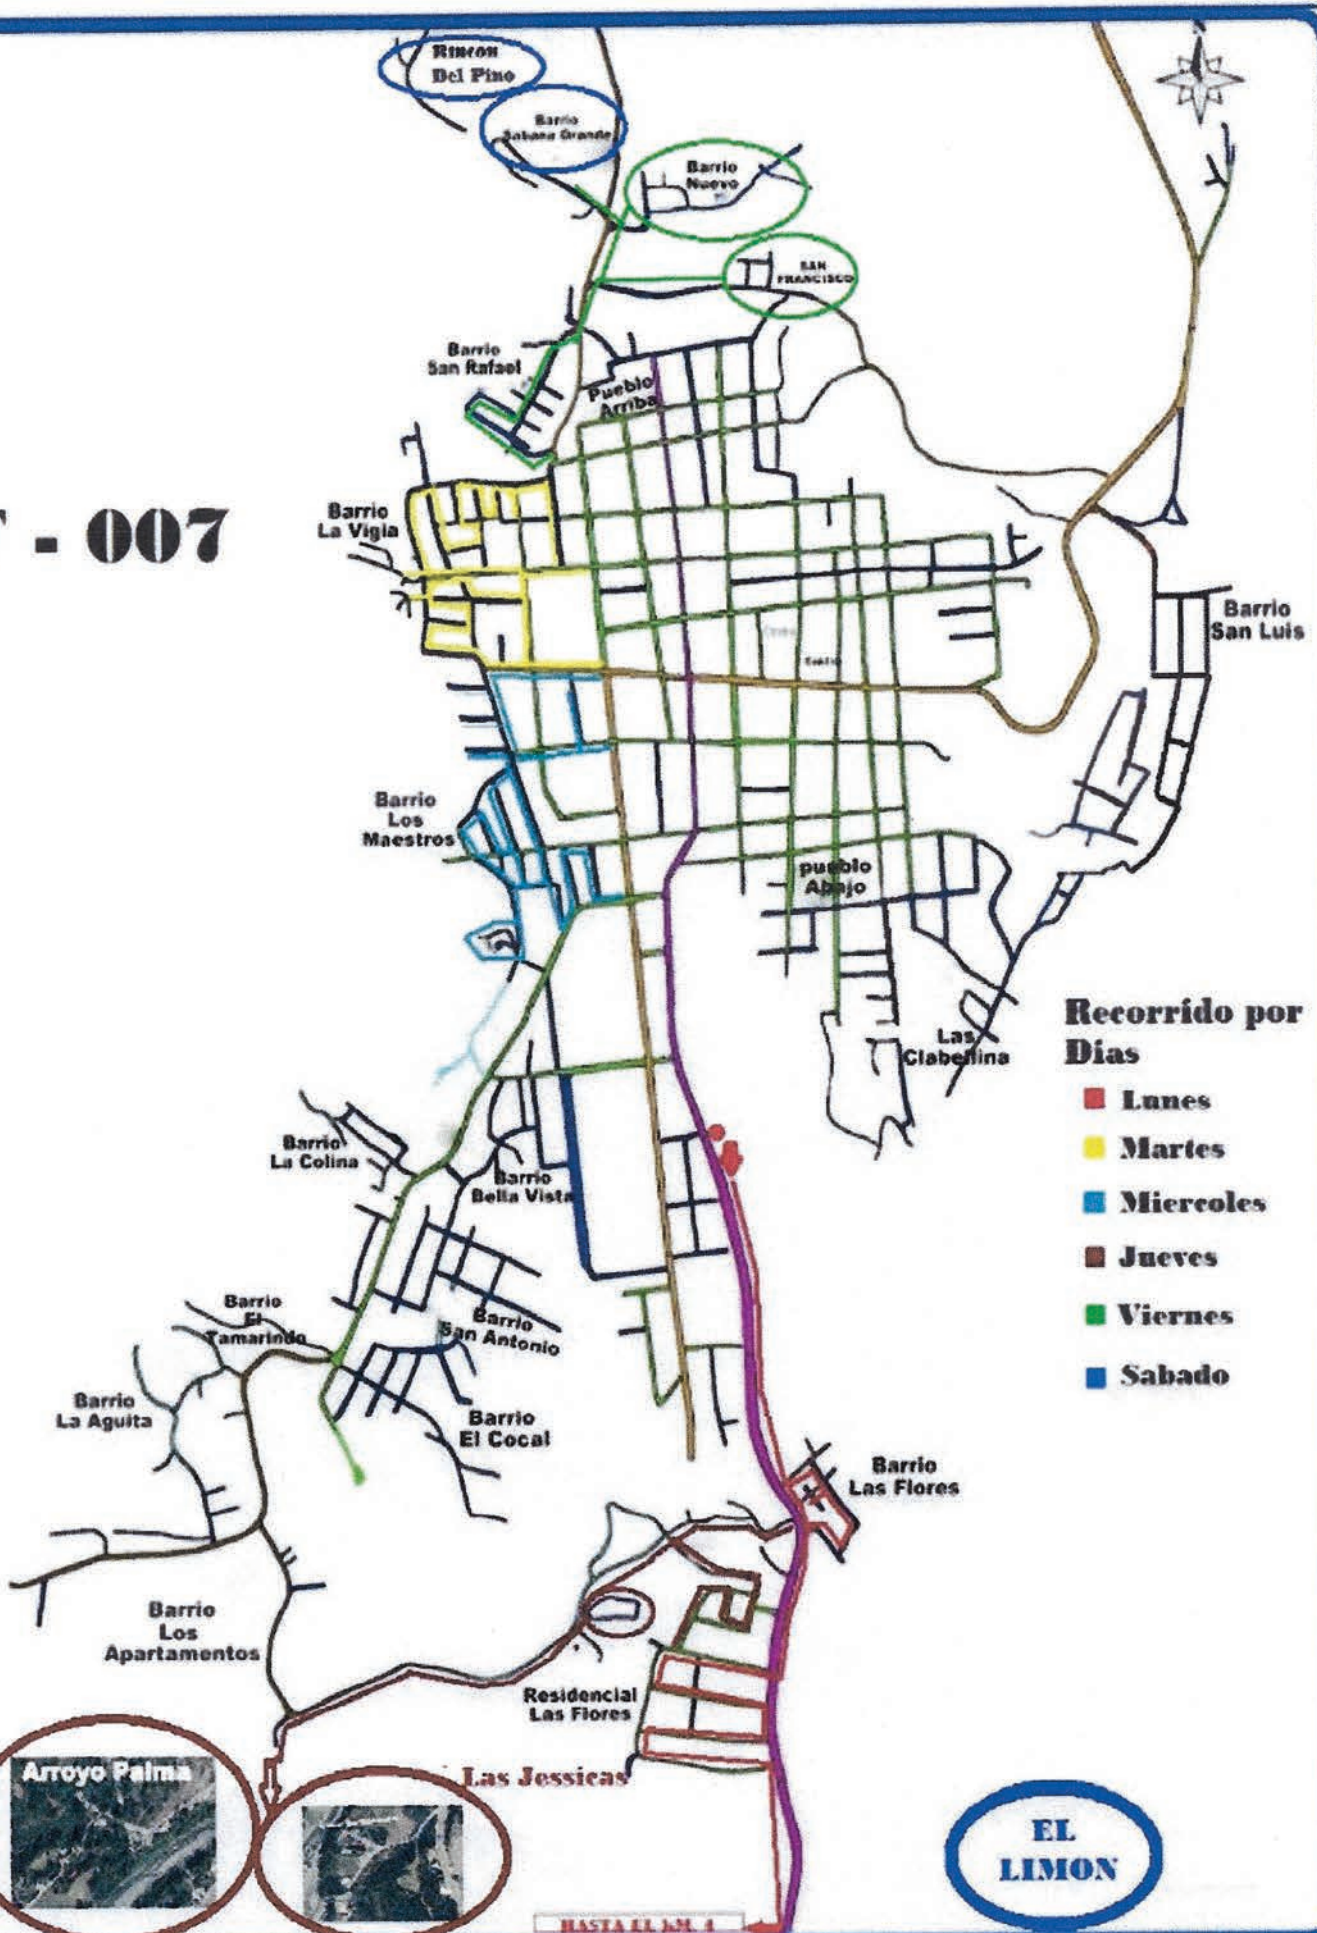 N
Rincon
Del Pino
Barrio
Sabana Grande
Barrio
Nuevo
SAN
FRANCISCO
Barrio
San Rafael
Pueblo
Arriba
- 007
Barrio
La Vigia
Barrio
San Luis
Barrio
Los
Maestros
pueblo
Abajo
Las
Clabellina
Recorrido por
Dias
Lunes
Martes
Miercoles
Jueves
Viernes
Sabado
Barrio
La Colina
Barrio
Bella Vista
Barrio
El
Tamarindo
Barrio
San Antonio
Barrio
La Aguita
Barrio
El Cocal
Barrio
Las Flores
Barrio
Los
Apartamentos
Residencial
Las Flores
Arroyo Palma
Las Jessicas
EL
LIMON
HASTA EL kM. 4